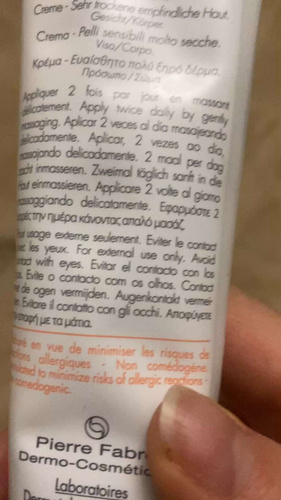 Creme - Sehr trockene empfindliche Haut.
Gesicht/Körper.
Crema - Pelli sensibili molto secche.
Viso/Corpo.
Κρέμα - Ευαίσθητο πολύ ξηρό δέρμα.
Πρόσωπο / Σώμα.
Appliquer 2 fois par jour en massant
délicatement. Apply twice daily by gently
massaging. Aplicar 2 veces al día masajeando
delicadamente. Aplicar, 2 vezes ao dia,
massajando delicadamente. 2 maal per dag
zacht inmasseren. Zweimal täglich sanft in die
Haut einmassieren. Applicare 2 volte al giorno
massaggiando delicatamente. Εφαρμόστε 2
φορές την ημέρα κάνοντας απαλό μασάζ.
usage externe seulement. Eviter le contact
les yeux. For external use only. Avoid
with eyes. Evitar el contacto con los
Evite o contacto com os olhos. Contact
de ogen vermijden. Augenkontakt vermei-
Evitare il contatto con gli occhi. Αποφύγετε
επαφή με τα μάτια.
en vue de minimiser les risques de
allergiques - Non comédogène.
to minimize risks of allergic reactions -
comedogenic.
Pierre Fabre
Dermo-Cosmétic
Laboratoires